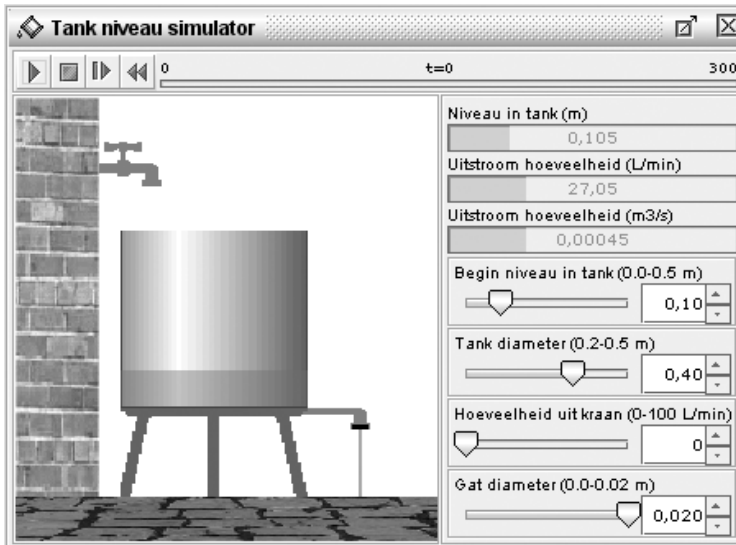 Tank niveau simulator
0 t=0 300
Niveau in tank (m)
0,105
Uitstroom hoeveelheid (L/min)
27,05
Uitstroom hoeveelheid (m3/s)
0,00045
Begin niveau in tank (0.0-0.5 m)
0,10
Tank diameter (0.2-0.5 m)
0,40
Hoeveelheid uit kraan (0-100 L/min)
0
Gat diameter (0.0-0.02 m)
0,020